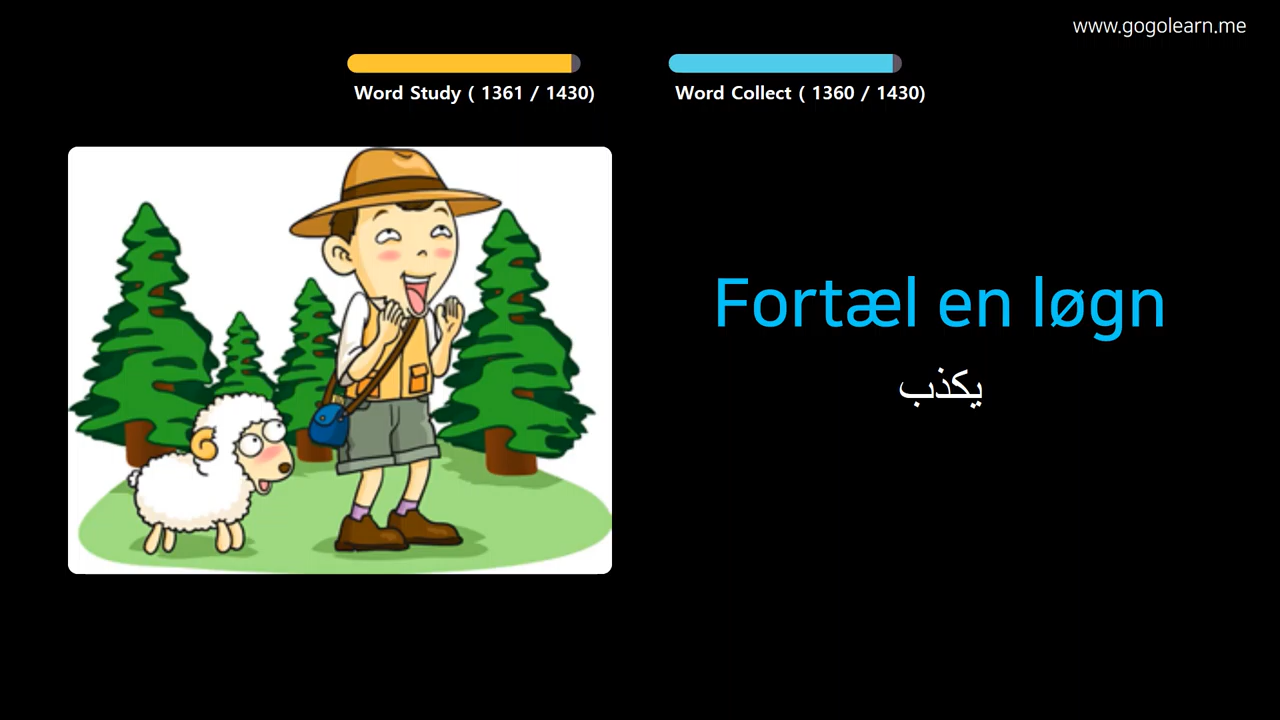 www.gogolearn.me
Word Study ( 1361 / 1430)
Word Collect ( 1360 / 1430)
Fortæl en løgn
يكذب